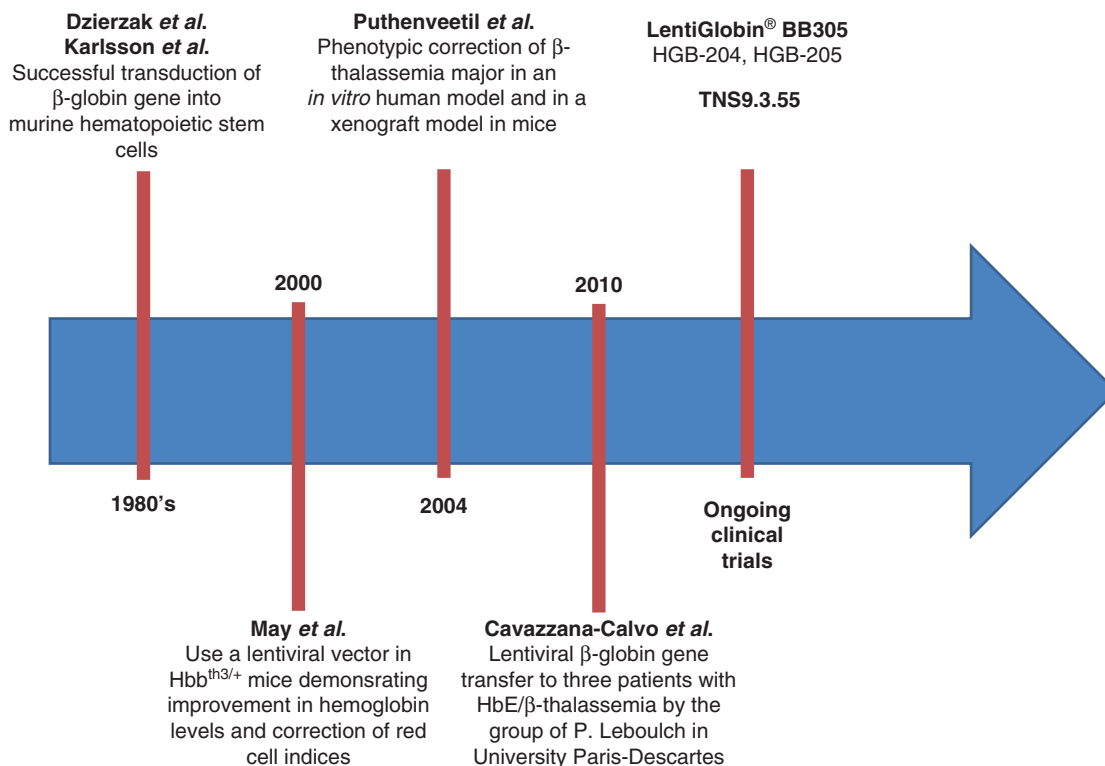 Dzierzak et al.
Karlsson et al.
Successful transduction of
β-globin gene into
murine hematopoietic stem
cells
Puthenveetil et al.
Phenotypic correction of β-
thalassemia major in an
in vitro human model and in a
xenograft model in mice
LentiGlobin® BB305
HGB-204, HGB-205
TNS9.3.55
2000
2010
1980's
2004
Ongoing
clinical
trials
May et al.
Use a lentiviral vector in
Hbbth3/+ mice demonsrating
improvement in hemoglobin
levels and correction of red
cell indices
Cavazzana-Calvo et al.
Lentiviral β-globin gene
transfer to three patients with
HbE/β-thalassemia by the
group of P. Leboulch in
University Paris-Descartes